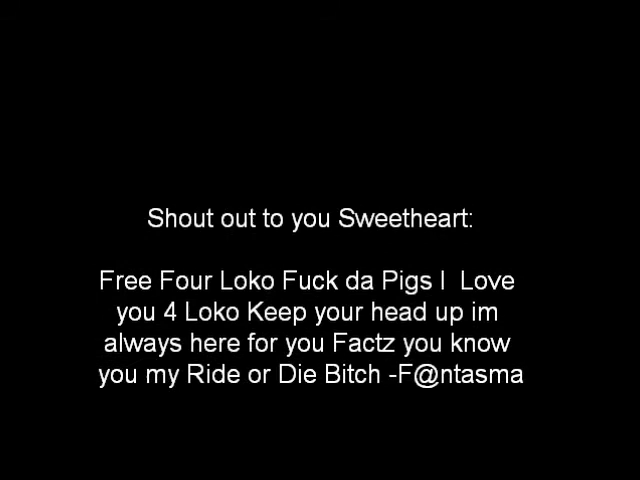 Shout out to you Sweetheart:
Free Four Loko Fuck da Pigs I  Love
you 4 Loko Keep your head up im
always here for you Factz you know
you my Ride or Die Bitch -F@ntasma